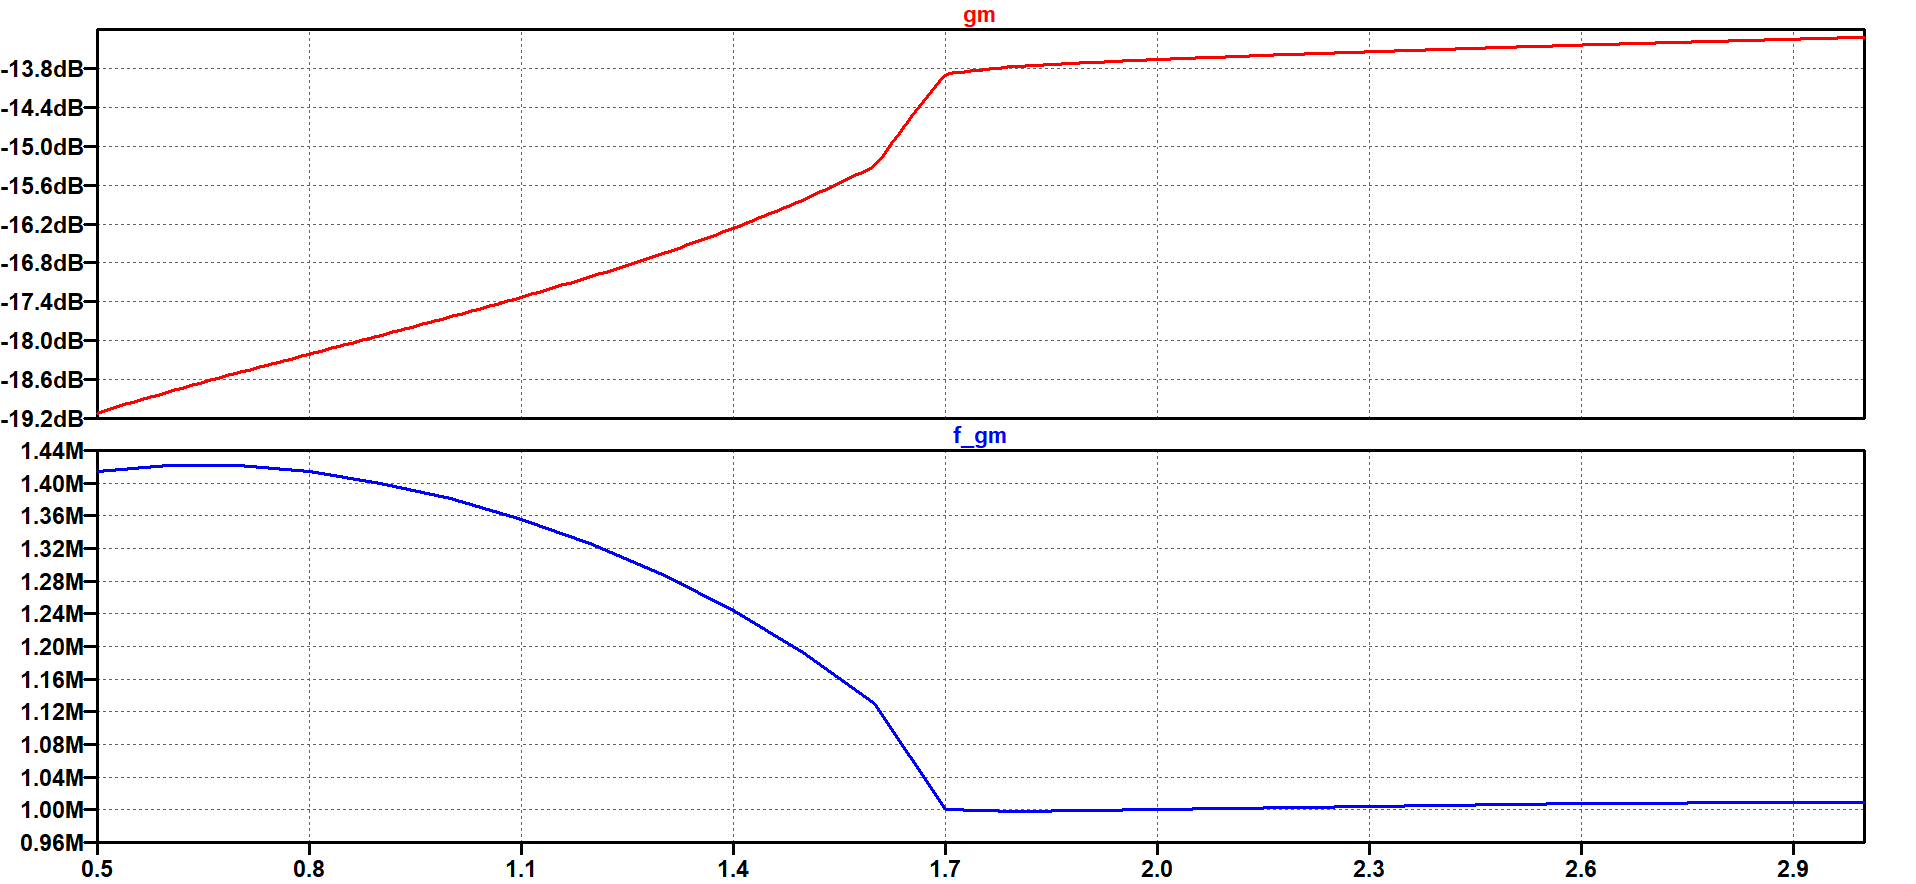 gm
-13.8dB
-14.4dB
-15.0dB
-15.6dB
-16.2dB
-16.8dB
-17.4dB
-18.0dB
-18.6dB
-19.2dB
f_gm
1.44M
1.40M
1.36M
1.32M
1.28M
1.24M
1.20M
1.16M
1.12M
1.08M
1.04M
1.00M
0.96M
0.5 0.8 1.1 1.4 1.7 2.0 2.3 2.6 2.9